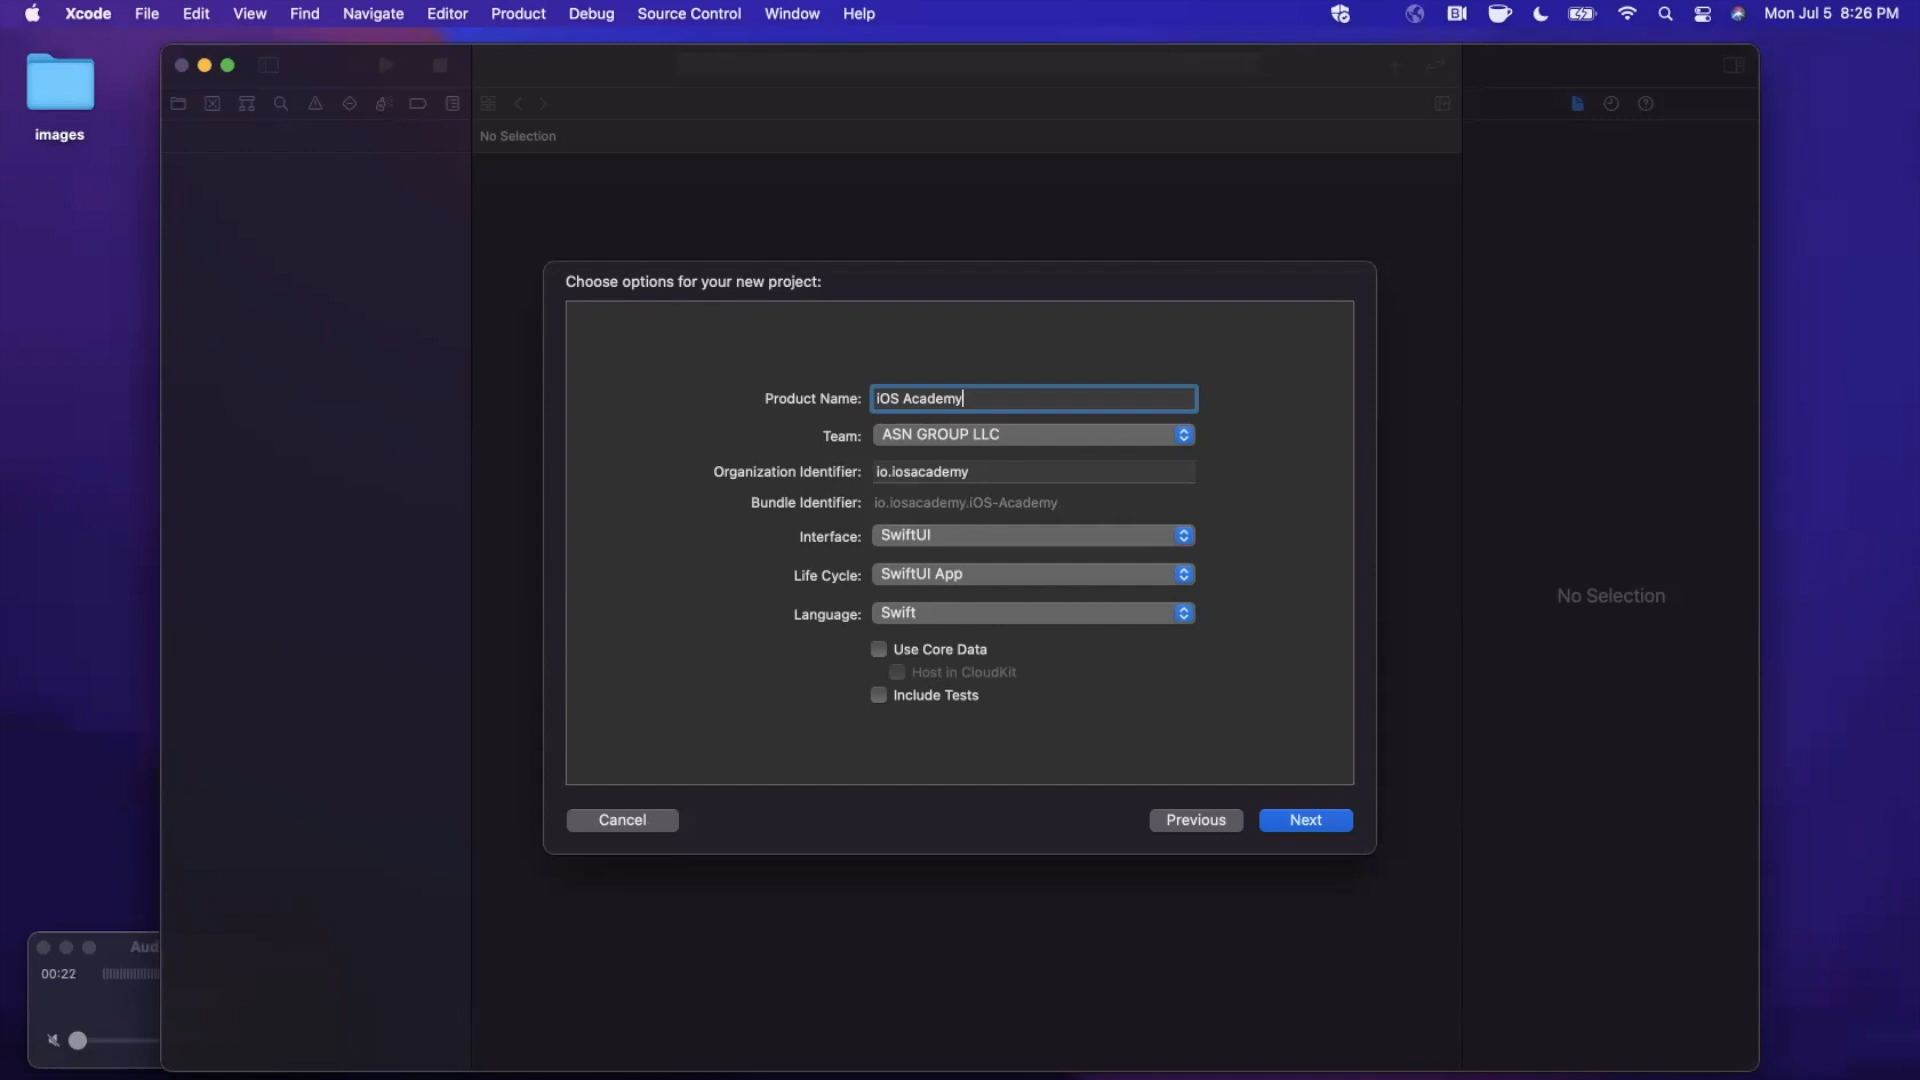 Xcode File Edit View Find Navigate Editor Product Debug Source Control Window Help Mon Jul 5 8:26 PM
images
No Selection
Choose options for your new project:
Product Name: iOS Academy
Team: ASN GROUP LLC
Organization Identifier: io.iosacademy
Bundle Identifier: io.iosacademy.iOS-Academy
Interface: SwiftUI
Life Cycle: SwiftUI App
Language: Swift
Use Core Data
Host in CloudKit
Include Tests
No Selection
Cancel Previous Next
Aud
00:22